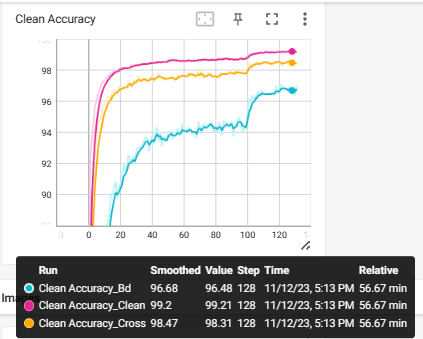 Clean Accuracy
98
96
94
92
90
0 20 40 60 80 100 120
Run Smoothed Value Step Time Relative
Clean Accuracy_Bd 96.68 96.48 128 11/12/23, 5:13 PM 56.67 min
Clean Accuracy_Clean 99.2 99.21 128 11/12/23, 5:13 PM 56.67 min
Clean Accuracy_Cross 98.47 98.31 128 11/12/23, 5:13 PM 56.67 min